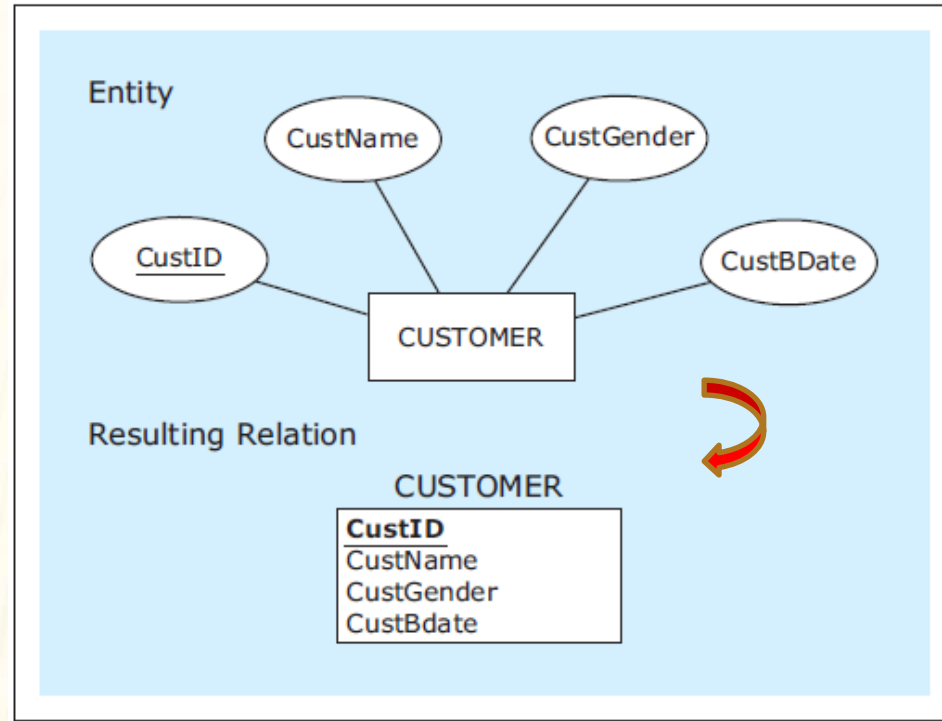 Entity
CustName
CustGender
CustID
CustBDate
CUSTOMER
Resulting Relation
CUSTOMER
CustID
CustName
CustGender
CustBdate